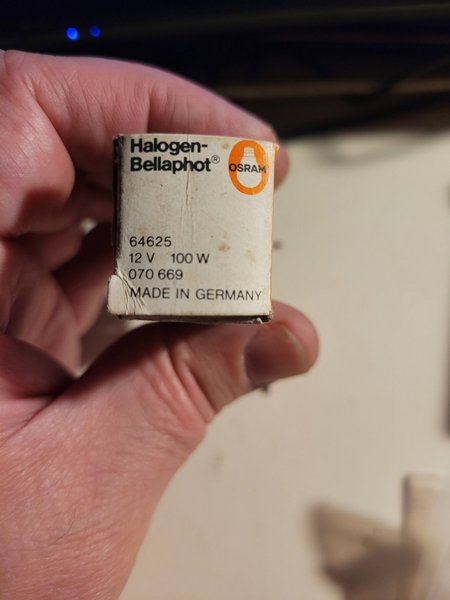 Halogen-
Bellaphot®
OSRAM
64625
12 V 100 W
070 669
MADE IN GERMANY